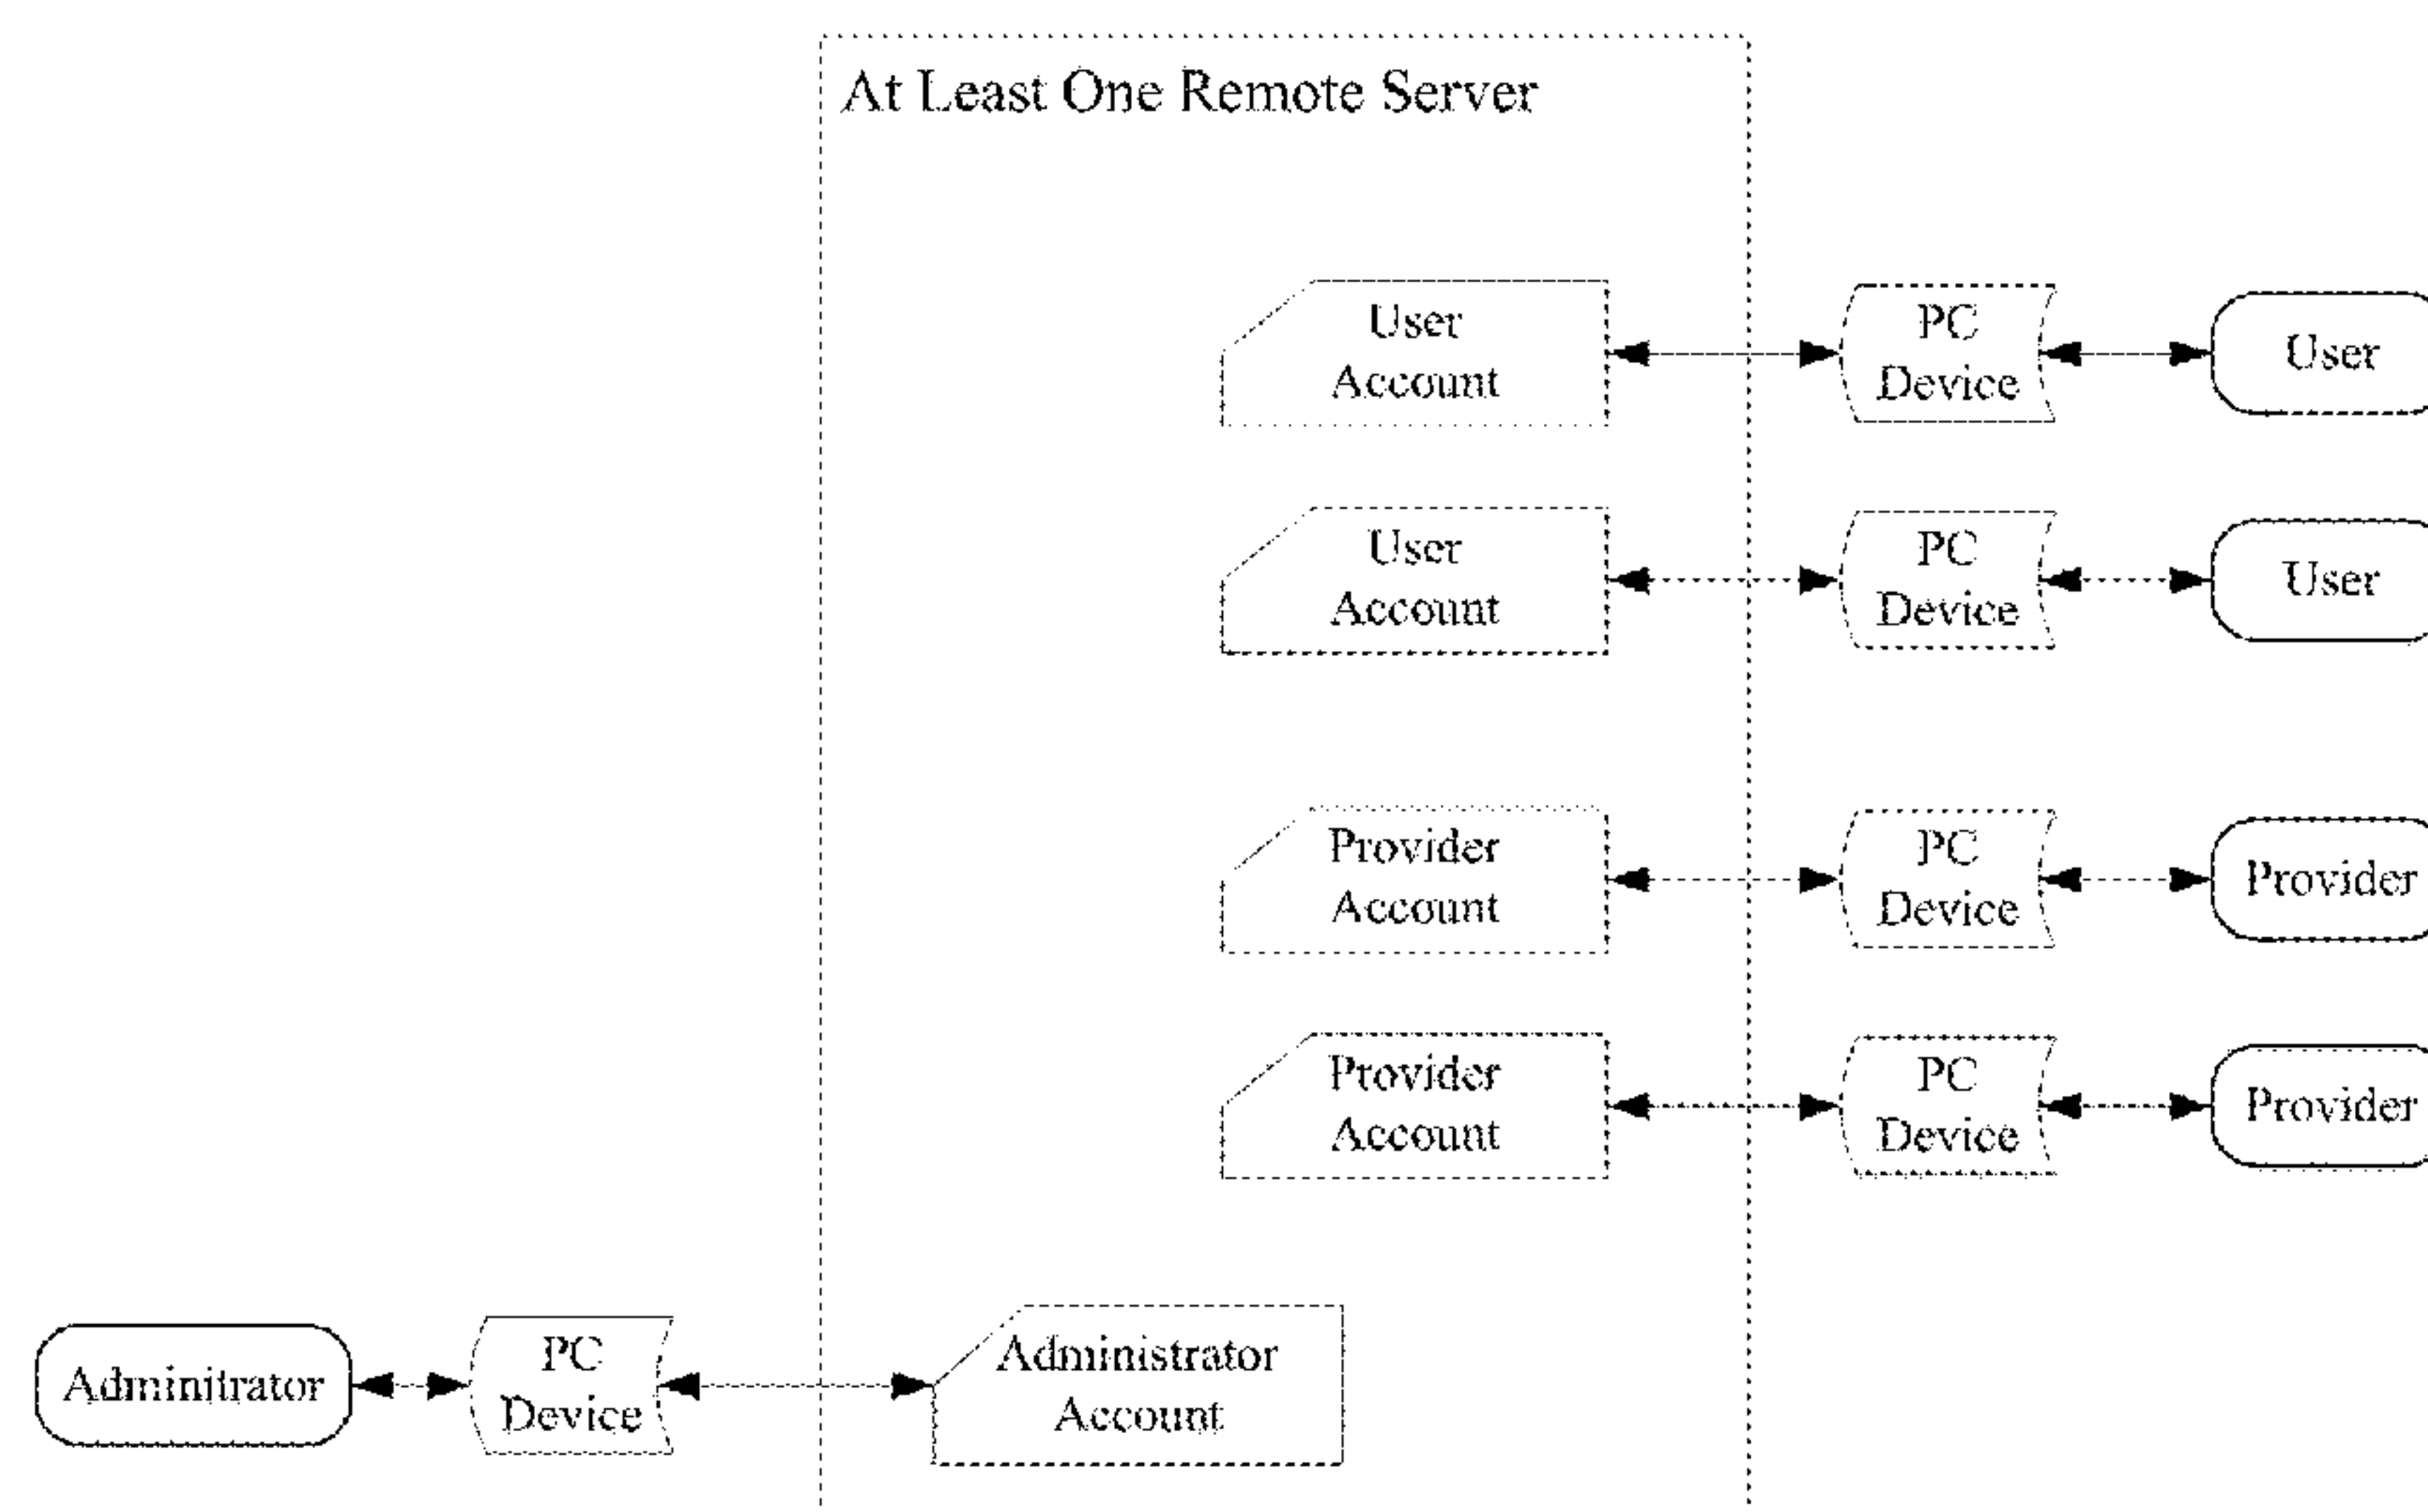 At Least One Remote Server
User
Account
PC
Device
User
User
Account
PC
Device
User
Provider
Account
PC
Device
Provider
Provider
Account
PC
Device
Provider
Adminitrator
PC
Device
Administrator
Account